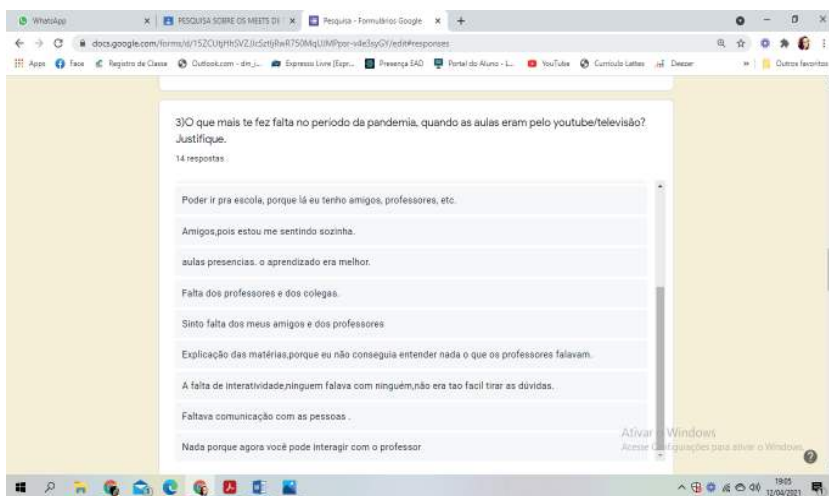 WhatsApp
PESQUISA SOBRE OS MEETS DI
Pesquisa - Formulários Google
docs.google.com/forms/d/
Apps
Face
Registro de Classe
Outlook.com - dm_j...
Expresso Livre [Expr...
Presença EAD
Portal do Aluno - L...
YouTube
Currículo Lattes
Deezer
Outros favoritos
3)O que mais te fez falta no período da pandemia, quando as aulas eram pelo youtube/televisão?
Justifique.
14 respostas
Poder ir pra escola, porque lá eu tenho amigos, professores, etc.
Amigos,pois estou me sentindo sozinha.
aulas presencias. o aprendizado era melhor.
Falta dos professores e dos colegas.
Sinto falta dos meus amigos e dos professores
Explicação das matérias,porque eu não conseguia entender nada o que os professores falavam.
A falta de interatividade,ninguem falava com ninguém,não era tao facil tirar as dúvidas.
Faltava comunicação com as pessoas .
Nada porque agora você pode interagir com o professor
Ativar o Windows
Acesse Configurações para ativar o Windows.
19:05
12/04/2021